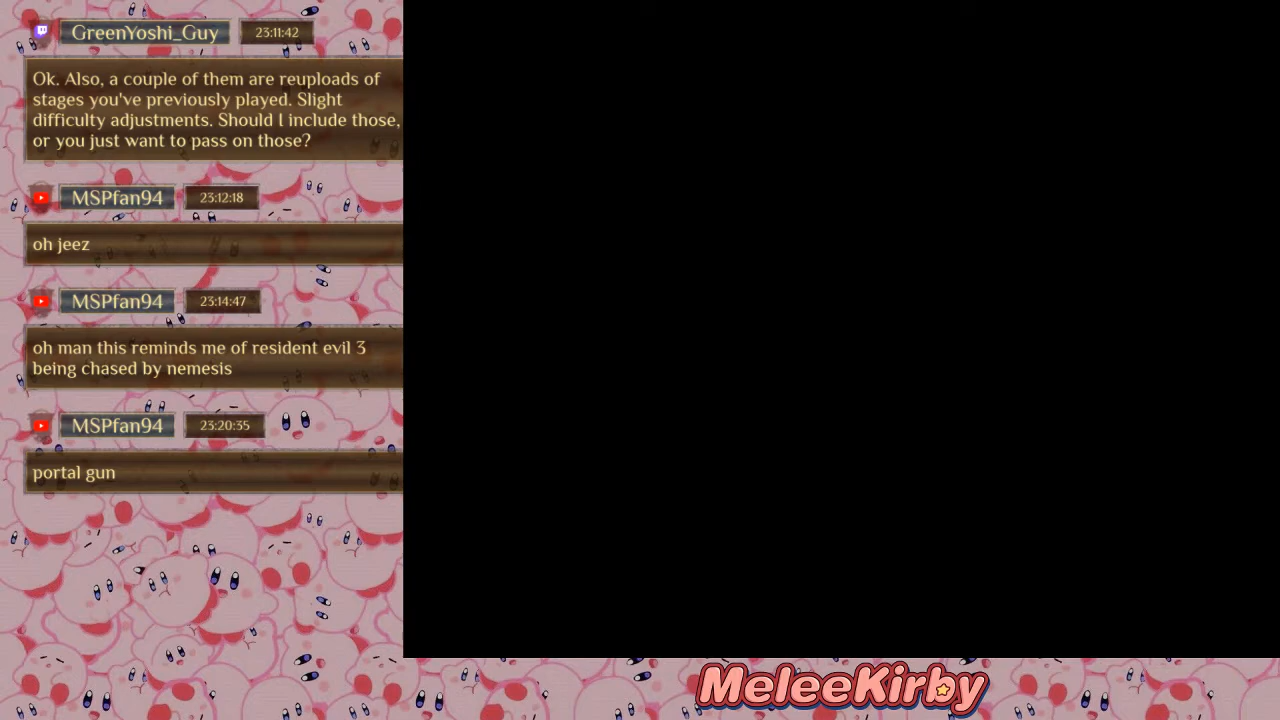 GreenYoshi_Guy 23:11:42
Ok. Also, a couple of them are reuploads of
stages you've previously played. Slight
difficulty adjustments. Should I include those,
or you just want to pass on those?
MSPfan94 23:12:18
oh jeez
MSPfan94 23:14:47
oh man this reminds me of resident evil 3
being chased by nemesis
MSPfan94 23:20:35
portal gun
MeleeKirby